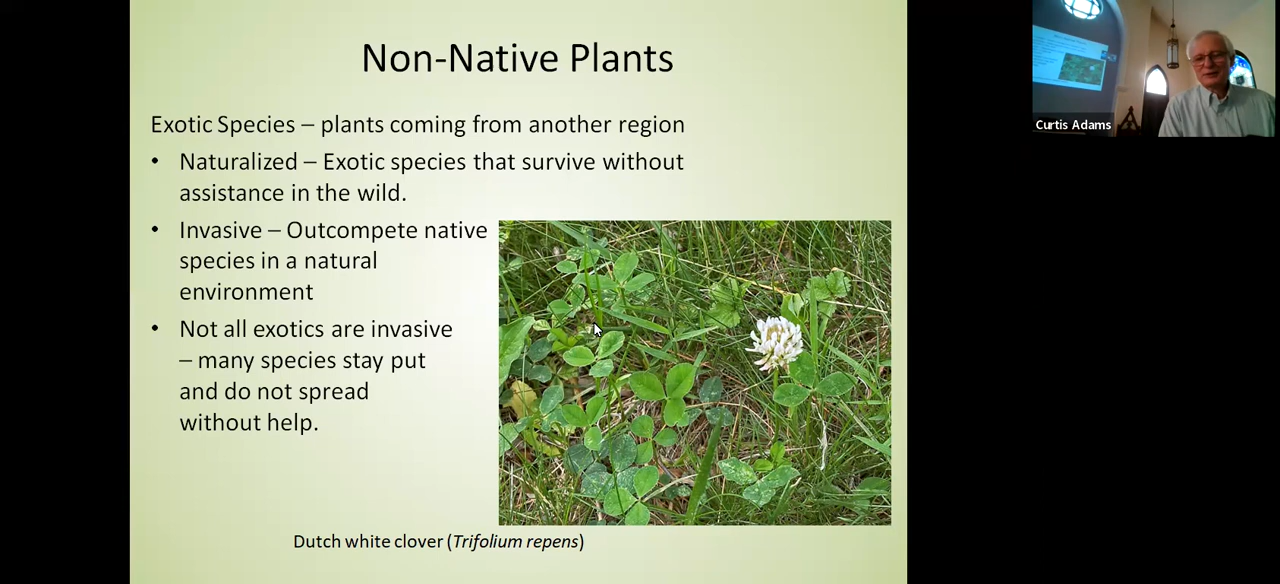 Non-Native Plants
Exotic Species – plants coming from another region
• Naturalized – Exotic species that survive without
assistance in the wild.
• Invasive – Outcompete native
species in a natural
environment
• Not all exotics are invasive
– many species stay put
and do not spread
without help.
Dutch white clover (Trifolium repens)
Curtis Adams